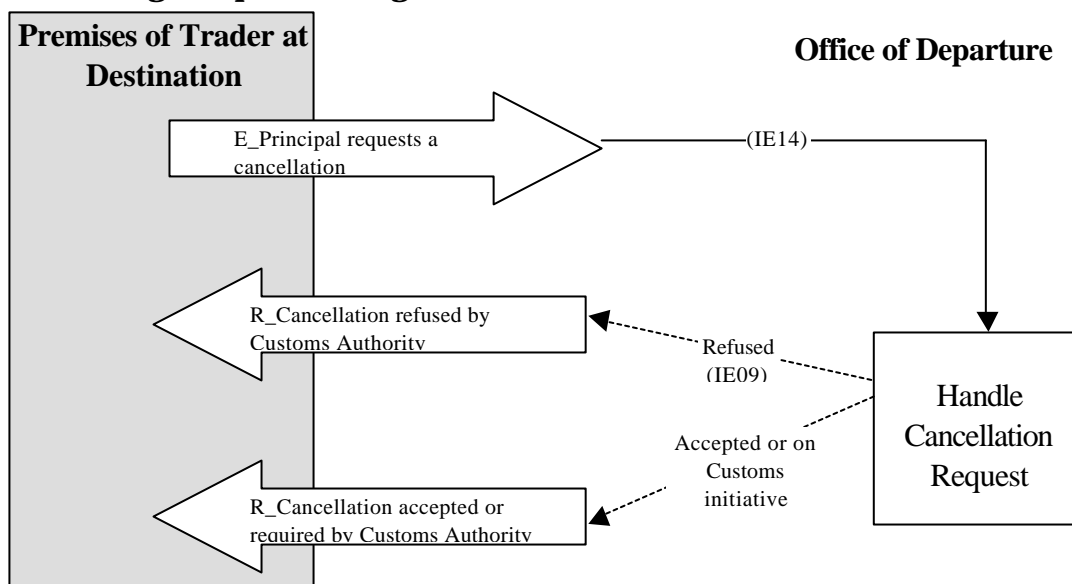 Premises of Trader at
Destination
Office of Departure
E_Principal requests a
cancellation
(IE14)
R_Cancellation refused by
Customs Authority
Refused
(IE09)
Handle
Cancellation
Request
Accepted or on
Customs
initiative
R_Cancellation accepted or
required by Customs Authority